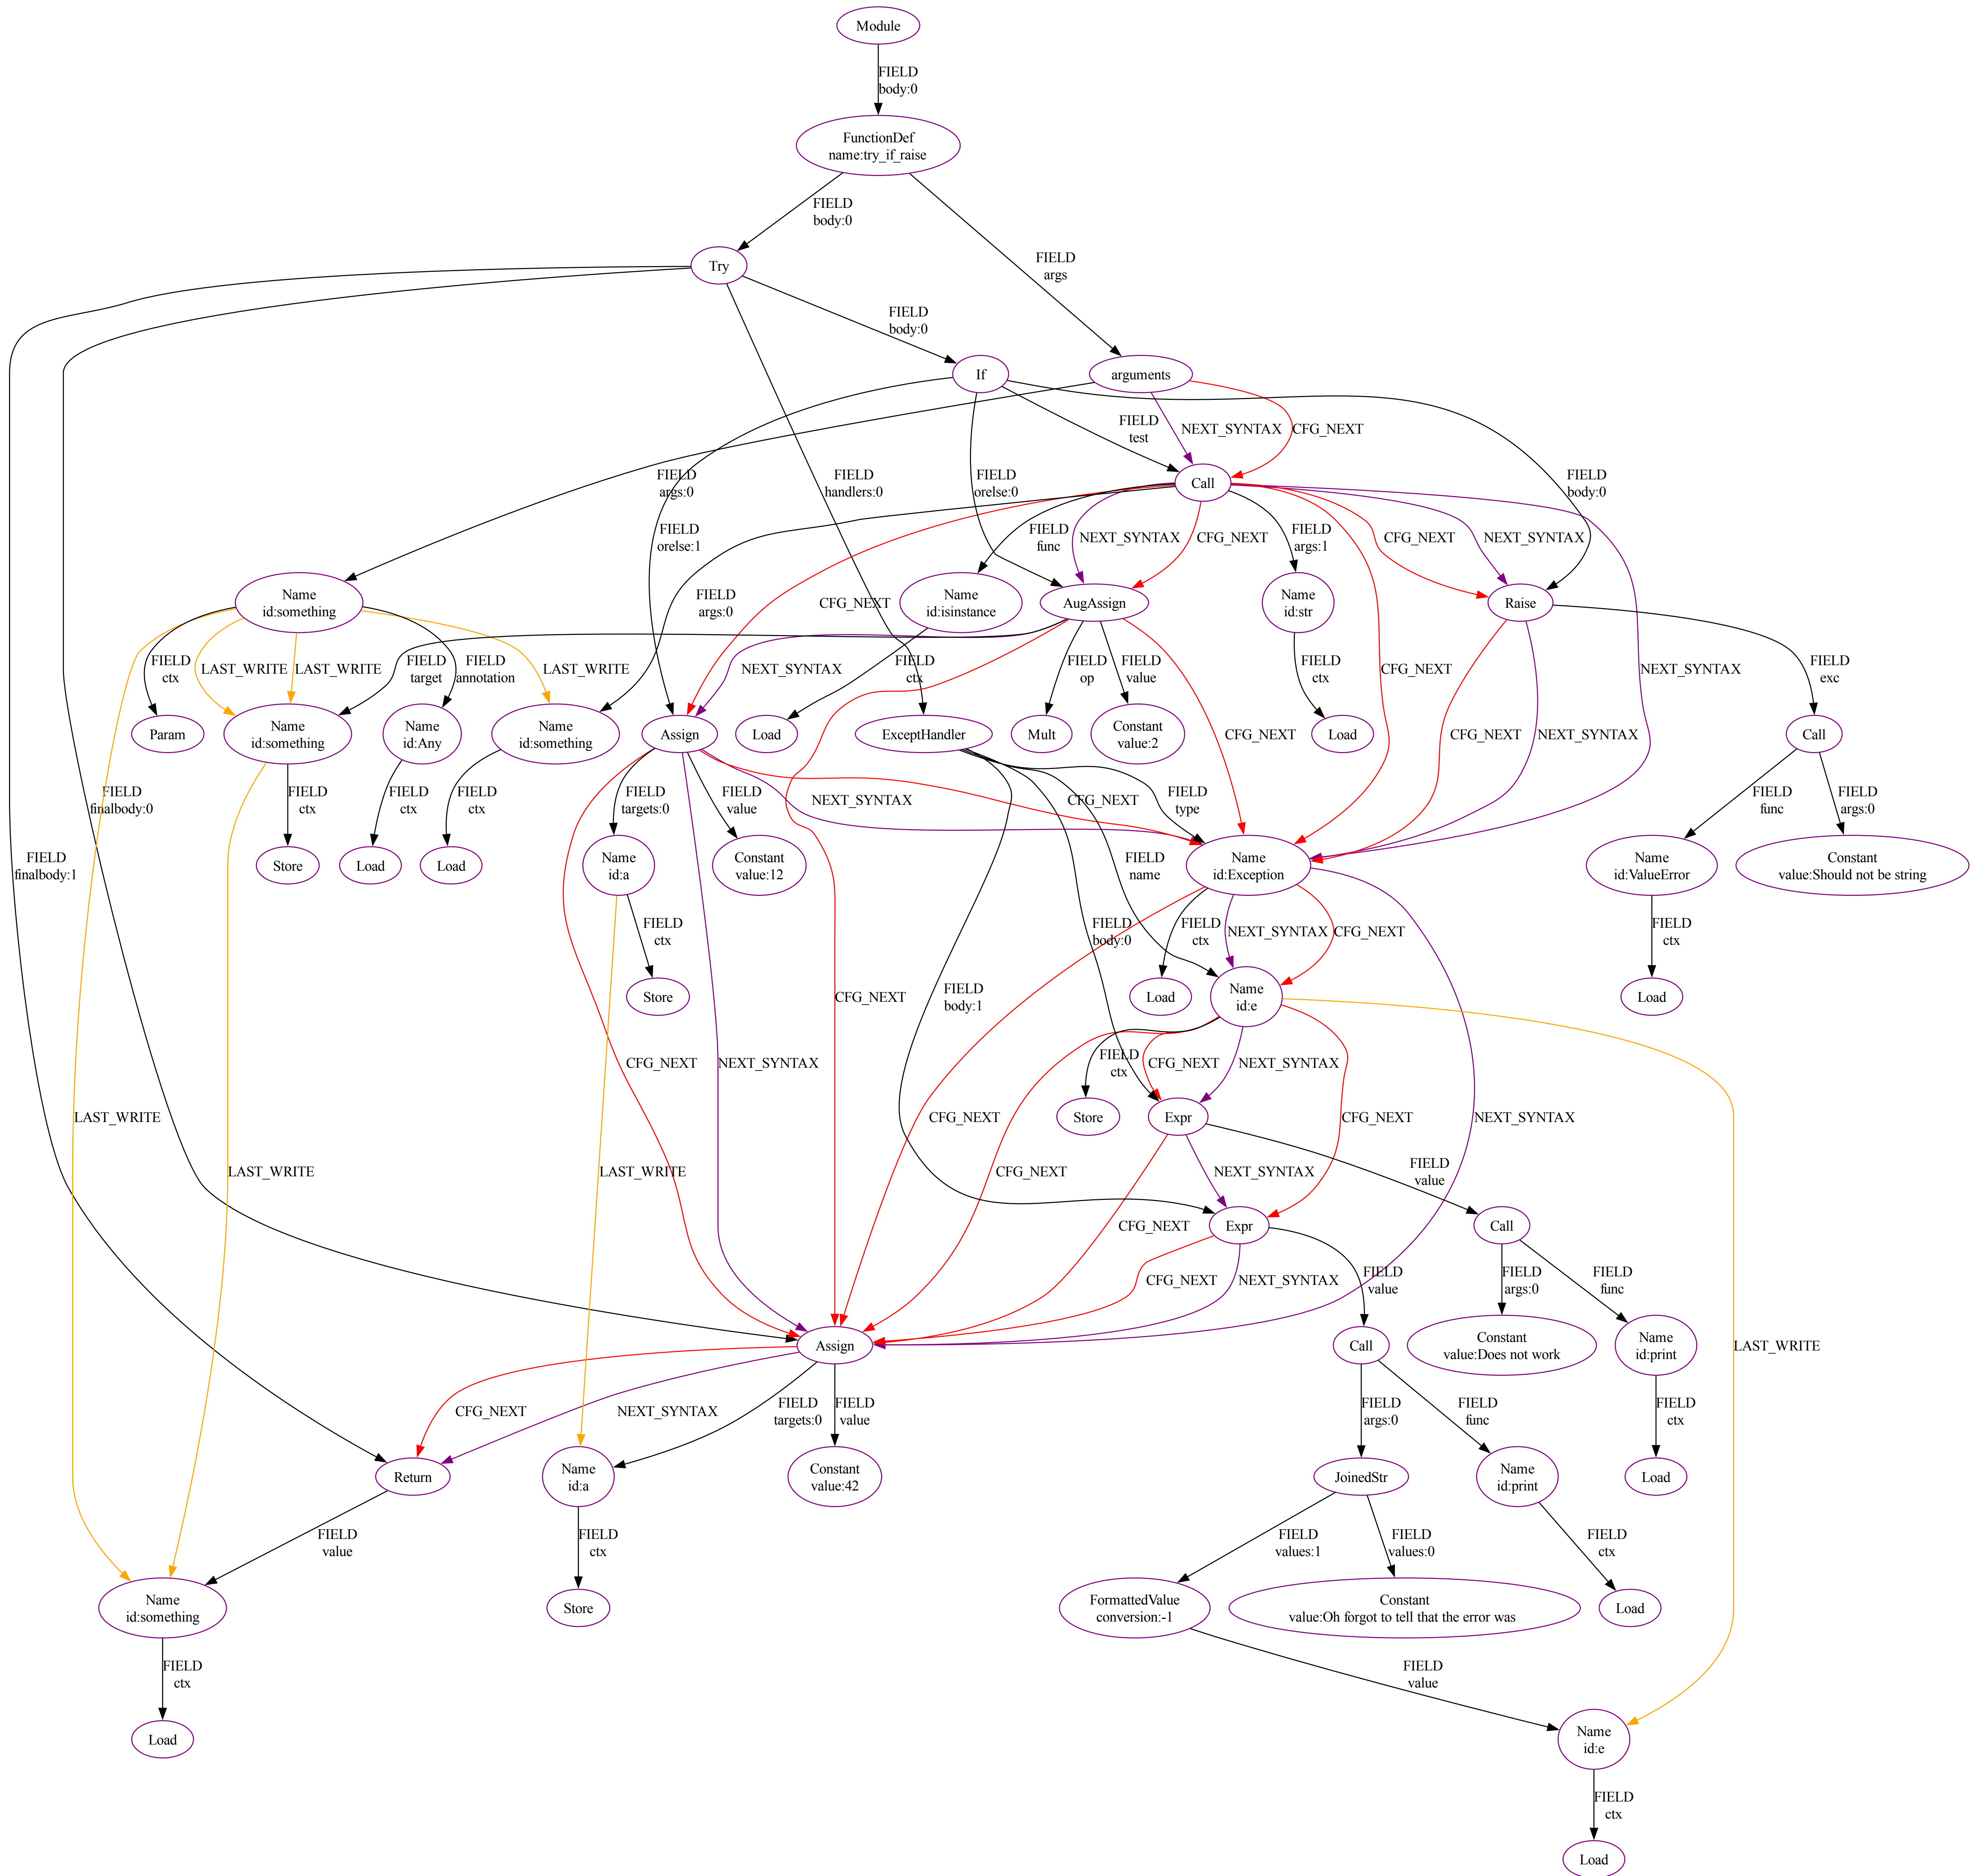 Module
FIELD
body:0
FunctionDef
name:try_if_raise
FIELD
body:0
FIELD
args
Try
FIELD
body:0
If
arguments
FIELD
test
NEXT_SYNTAX
CFG_NEXT
FIELD
args:0
FIELD
handlers:0
FIELD
orelse:0
Call
FIELD
body:0
FIELD
orelse:1
FIELD
func
NEXT_SYNTAX
CFG_NEXT
FIELD
args:1
CFG_NEXT
NEXT_SYNTAX
Name
id:something
FIELD
args:0
CFG_NEXT
Name
id:isinstance
AugAssign
Name
id:str
Raise
FIELD
ctx
LAST_WRITE
LAST_WRITE
FIELD
annotation
LAST_WRITE
FIELD
target
NEXT_SYNTAX
FIELD
ctx
FIELD
op
FIELD
value
FIELD
ctx
CFG_NEXT
NEXT_SYNTAX
FIELD
exc
Param
Name
id:something
Name
id:Any
Name
id:something
Assign
Load
ExceptHandler
Mult
Constant
value:2
CFG_NEXT
Load
CFG_NEXT
NEXT_SYNTAX
Call
FIELD
finalbody:0
FIELD
ctx
FIELD
ctx
FIELD
ctx
FIELD
targets:0
FIELD
value
NEXT_SYNTAX
CFG_NEXT
FIELD
type
FIELD
func
FIELD
args:0
FIELD
finalbody:1
Store
Load
Load
Name
id:a
Constant
value:12
FIELD
name
Name
id:Exception
Name
id:ValueError
Constant
value:Should not be string
FIELD
ctx
FIELD
body:0
FIELD
ctx
NEXT_SYNTAX
CFG_NEXT
FIELD
ctx
Store
CFG_NEXT
FIELD
body:1
Load
Name
id:e
Load
CFG_NEXT
NEXT_SYNTAX
FIELD
ctx
CFG_NEXT
NEXT_SYNTAX
LAST_WRITE
CFG_NEXT
Store
Expr
CFG_NEXT
NEXT_SYNTAX
LAST_WRITE
LAST_WRITE
CFG_NEXT
NEXT_SYNTAX
FIELD
value
CFG_NEXT
Expr
Call
CFG_NEXT
NEXT_SYNTAX
FIELD
value
FIELD
args:0
FIELD
func
Assign
Call
Constant
value:Does not work
Name
id:print
LAST_WRITE
CFG_NEXT
NEXT_SYNTAX
FIELD
targets:0
FIELD
value
FIELD
args:0
FIELD
func
FIELD
ctx
Return
Name
id:a
Constant
value:42
JoinedStr
Name
id:print
Load
FIELD
value
FIELD
ctx
FIELD
values:1
FIELD
values:0
FIELD
ctx
Name
id:something
Store
FormattedValue
conversion:-1
Constant
value:Oh forgot to tell that the error was
Load
FIELD
ctx
FIELD
value
Load
Name
id:e
FIELD
ctx
Load